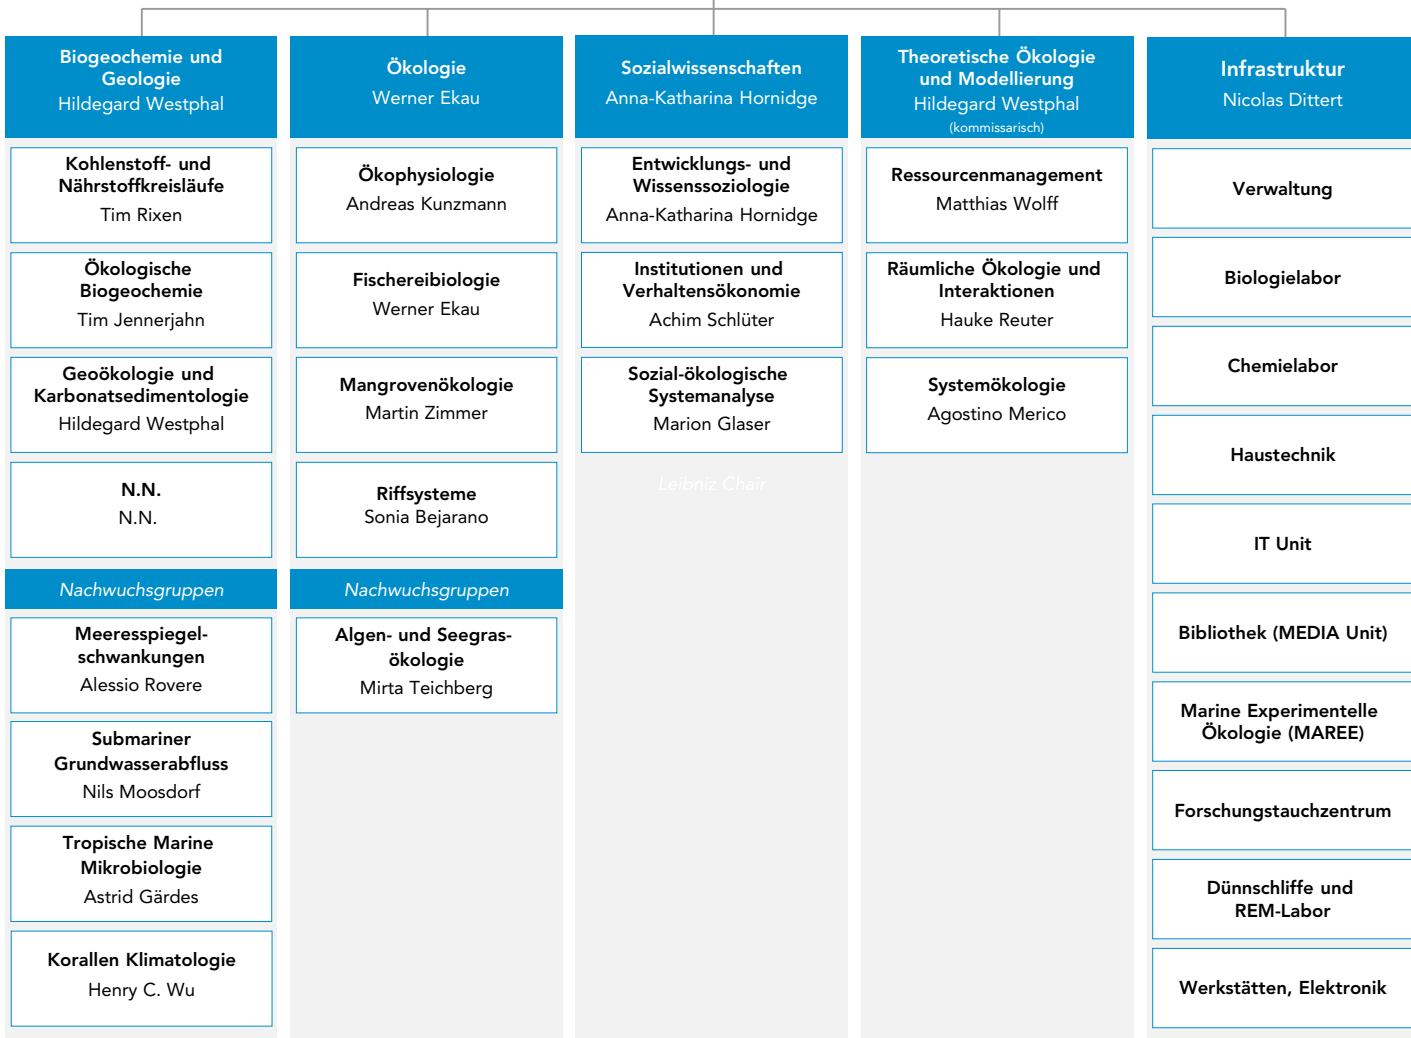 Biogeochemie und
Geologie
Hildegard Westphal
Kohlenstoff- und
Nährstoffkreisläufe
Tim Rixen
Ökologische
Biogeochemie
Tim Jennerjahn
Geoökologie und
Karbonatsedimentologie
Hildegard Westphal
N.N.
N.N.
Nachwuchsgruppen
Meeresspiegel-
schwankungen
Alessio Rovere
Submariner
Grundwasserabfluss
Nils Moosdorf
Tropische Marine
Mikrobiologie
Astrid Gärdes
Korallen Klimatologie
Henry C. Wu
Ökologie
Werner Ekau
Ökophysiologie
Andreas Kunzmann
Fischereibiologie
Werner Ekau
Mangrovenökologie
Martin Zimmer
Riffsysteme
Sonia Bejarano
Nachwuchsgruppen
Algen- und Seegras-
ökologie
Mirta Teichberg
Sozialwissenschaften
Anna-Katharina Hornidge
Entwicklungs- und
Wissenssoziologie
Anna-Katharina Hornidge
Institutionen und
Verhaltensökonomie
Achim Schlüter
Sozial-ökologische
Systemanalyse
Marion Glaser
Leibniz Chair
Theoretische Ökologie
und Modellierung
Hildegard Westphal
(kommissarisch)
Ressourcenmanagement
Matthias Wolff
Räumliche Ökologie und
Interaktionen
Hauke Reuter
Systemökologie
Agostino Merico
Infrastruktur
Nicolas Dittert
Verwaltung
Biologielabor
Chemielabor
Haustechnik
IT Unit
Bibliothek (MEDIA Unit)
Marine Experimentelle
Ökologie (MAREE)
Forschungstauchzentrum
Dünnschliffe und
REM-Labor
Werkstätten, Elektronik